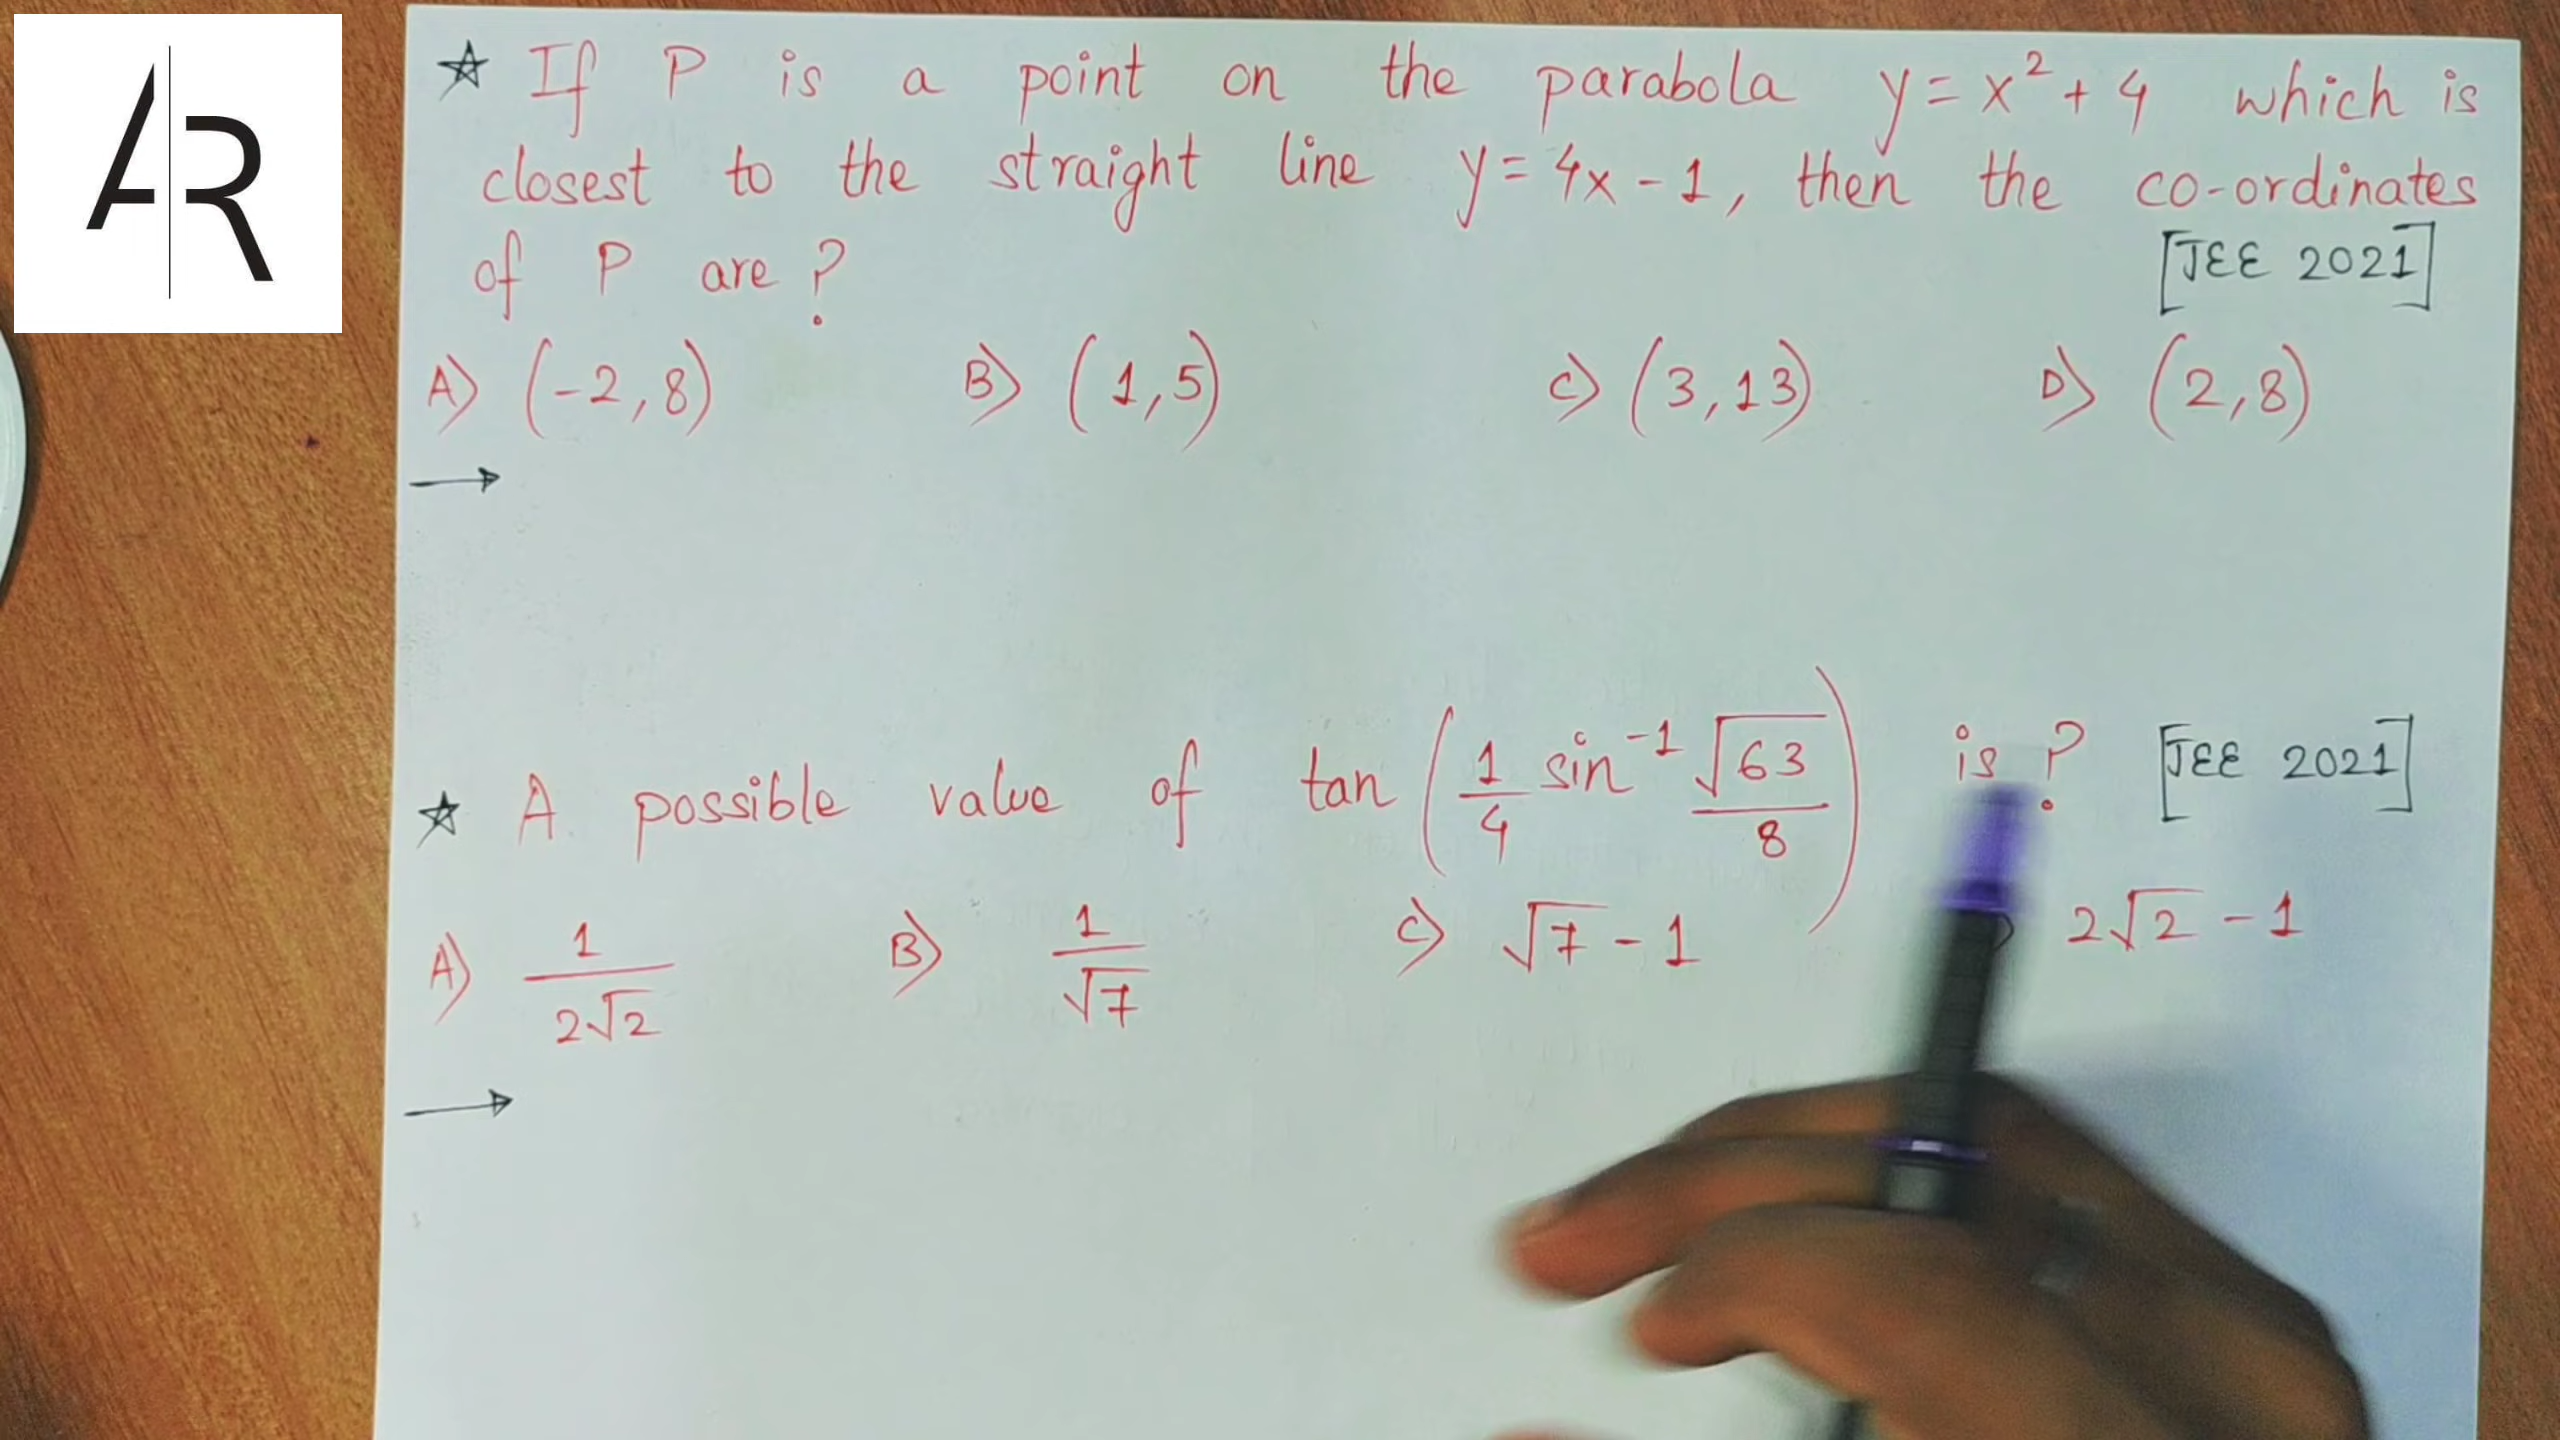 AR
☆ If P is a point on the parabola y = x² + 4 which is
closest to the straight line y = 4x - 1, then the co-ordinates
of P are ? [JEE 2021]
A) (-2, 8) B) (1, 5) C) (3, 13) D) (2, 8)
→
☆ A possible value of tan (1/4 sin⁻¹ √63/8) is ? [JEE 2021]
A) 1/2√2 B) 1/√7 C) √7 - 1 ) 2√2 - 1
→